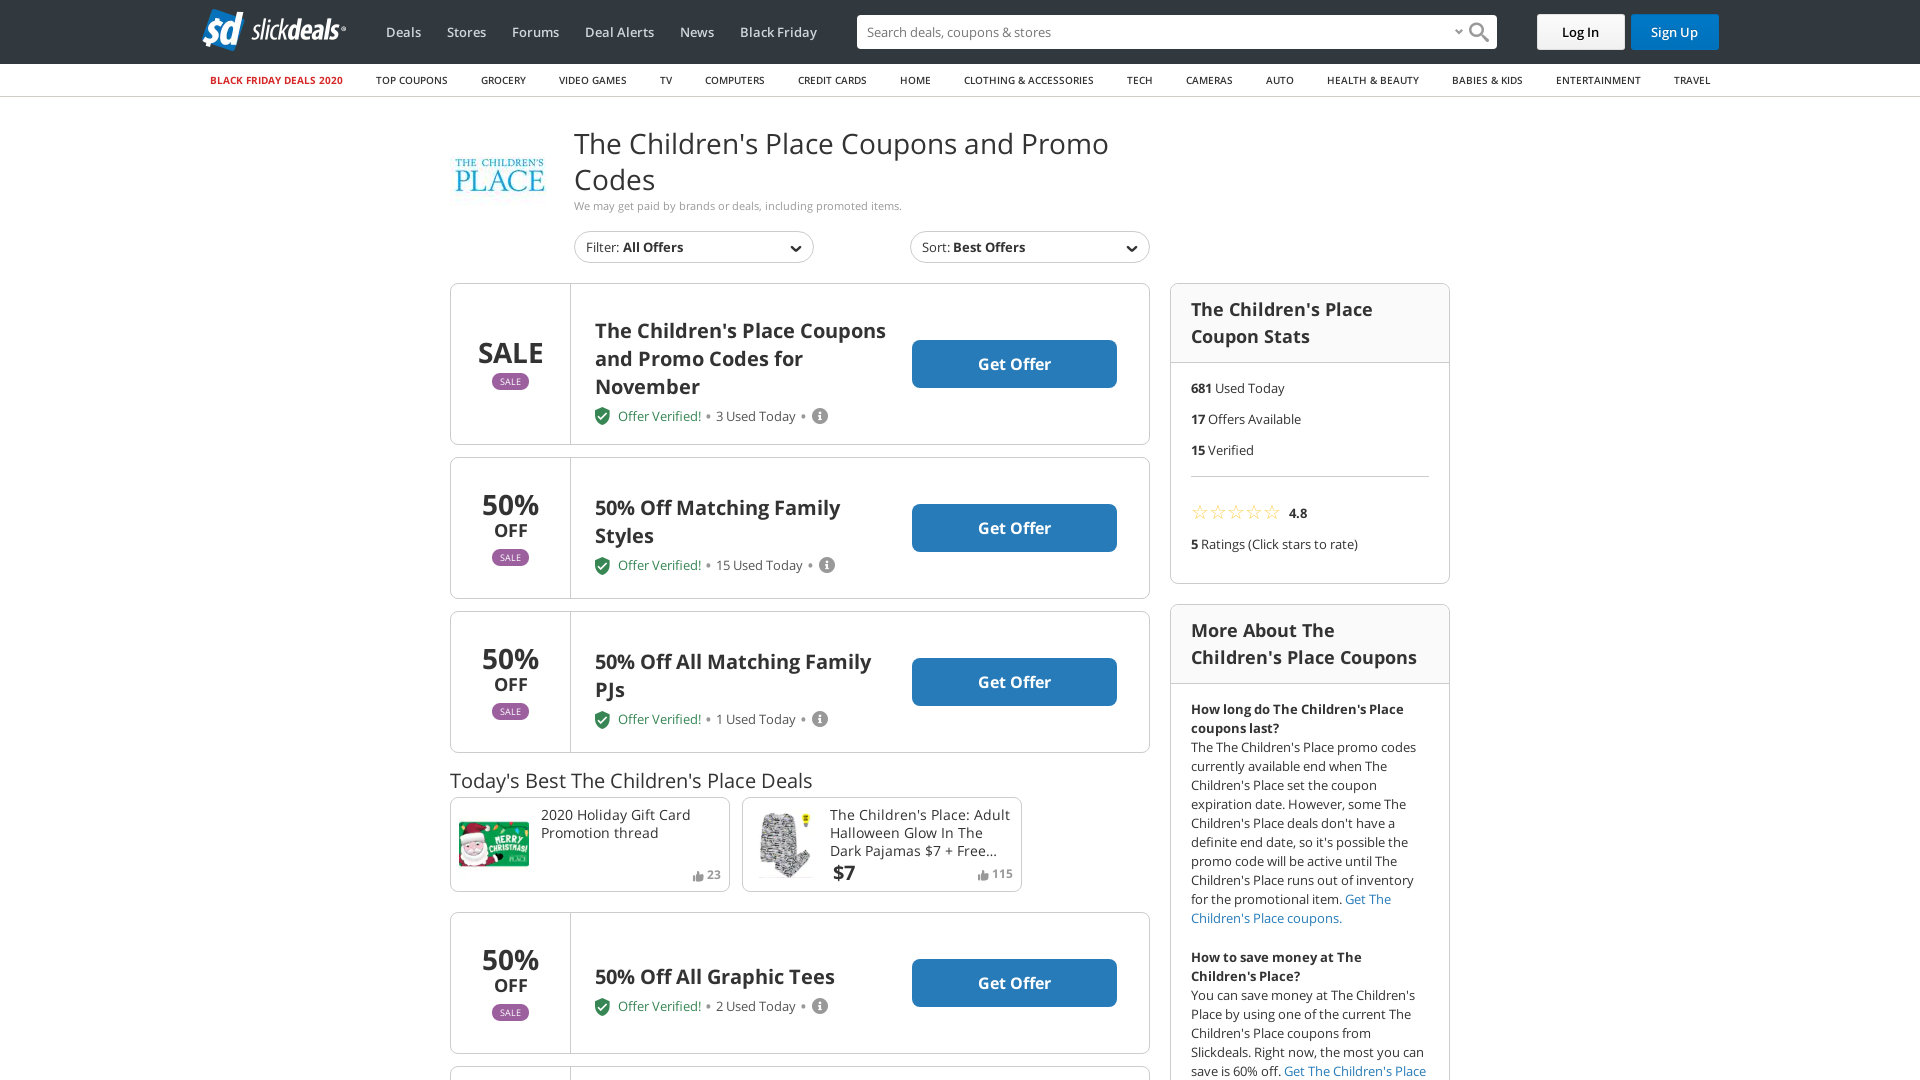 sd slickdeals®
Deals
Stores
Forums
Deal Alerts
News
Black Friday
Search deals, coupons & stores
Log In
Sign Up
BLACK FRIDAY DEALS 2020
TOP COUPONS
GROCERY
VIDEO GAMES
TV
COMPUTERS
CREDIT CARDS
HOME
CLOTHING & ACCESSORIES
TECH
CAMERAS
AUTO
HEALTH & BEAUTY
BABIES & KIDS
ENTERTAINMENT
TRAVEL
THE CHILDREN'S
PLACE
The Children's Place Coupons and Promo
Codes
We may get paid by brands or deals, including promoted items.
Filter: All Offers
Sort: Best Offers
SALE
SALE
The Children's Place Coupons
and Promo Codes for
November
Offer Verified! • 3 Used Today •
Get Offer
50%
OFF
SALE
50% Off Matching Family
Styles
Offer Verified! • 15 Used Today •
Get Offer
50%
OFF
SALE
50% Off All Matching Family
PJs
Offer Verified! • 1 Used Today •
Get Offer
Today's Best The Children's Place Deals
MERRY
CHRISTMAS!
PLACE
2020 Holiday Gift Card
Promotion thread
23
The Children's Place: Adult
Halloween Glow In The
Dark Pajamas $7 + Free...
$7
115
50%
OFF
SALE
50% Off All Graphic Tees
Offer Verified! • 2 Used Today •
Get Offer
The Children's Place
Coupon Stats
681 Used Today
17 Offers Available
15 Verified
☆☆☆☆☆ 4.8
5 Ratings (Click stars to rate)
More About The
Children's Place Coupons
How long do The Children's Place
coupons last?
The The Children's Place promo codes
currently available end when The
Children's Place set the coupon
expiration date. However, some The
Children's Place deals don't have a
definite end date, so it's possible the
promo code will be active until The
Children's Place runs out of inventory
for the promotional item. Get The
Children's Place coupons.
How to save money at The
Children's Place?
You can save money at The Children's
Place by using one of the current The
Children's Place coupons from
Slickdeals. Right now, the most you can
save is 60% off. Get The Children's Place